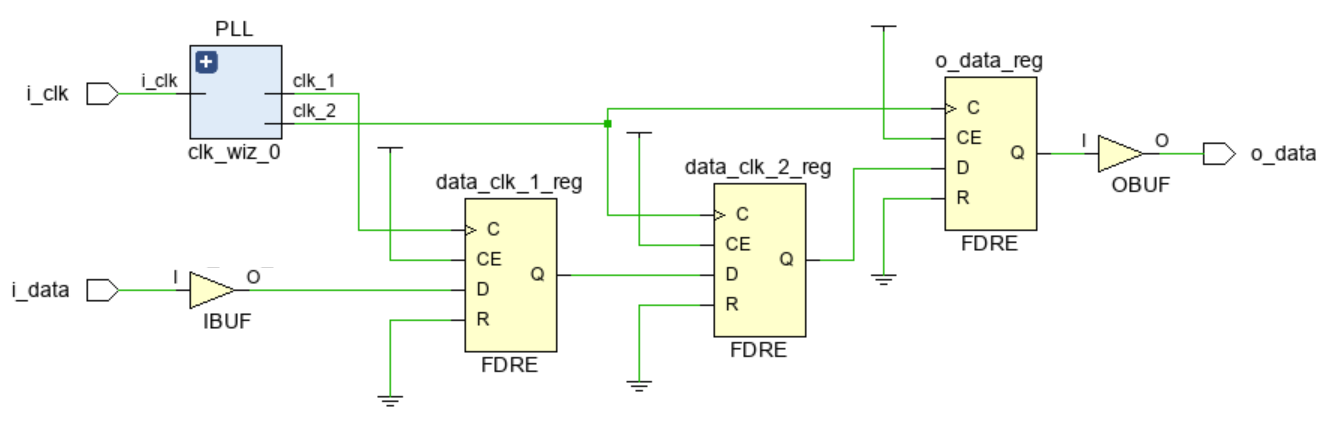 PLL
i_clk
i_clk
clk_1
clk_2
clk_wiz_0
i_data
I
O
IBUF
data_clk_1_reg
C
CE
D
R
Q
FDRE
data_clk_2_reg
C
CE
D
R
Q
FDRE
o_data_reg
C
CE
D
R
Q
FDRE
I
O
OBUF
o_data